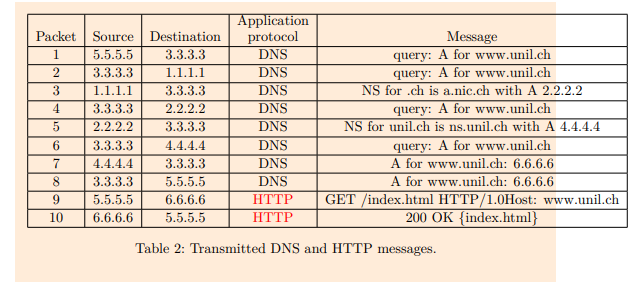 Application
Packet Source Destination protocol Message
1 5.5.5.5 3.3.3.3 DNS query: A for www.unil.ch
2 3.3.3.3 1.1.1.1 DNS query: A for www.unil.ch
3 1.1.1.1 3.3.3.3 DNS NS for .ch is a.nic.ch with A 2.2.2.2
4 3.3.3.3 2.2.2.2 DNS query: A for www.unil.ch
5 2.2.2.2 3.3.3.3 DNS NS for unil.ch is ns.unil.ch with A 4.4.4.4
6 3.3.3.3 4.4.4.4 DNS query: A for www.unil.ch
7 4.4.4.4 3.3.3.3 DNS A for www.unil.ch: 6.6.6.6
8 3.3.3.3 5.5.5.5 DNS A for www.unil.ch: 6.6.6.6
9 5.5.5.5 6.6.6.6 HTTP GET /index.html HTTP/1.0Host: www.unil.ch
10 6.6.6.6 5.5.5.5 HTTP 200 OK {index.html}
Table 2: Transmitted DNS and HTTP messages.